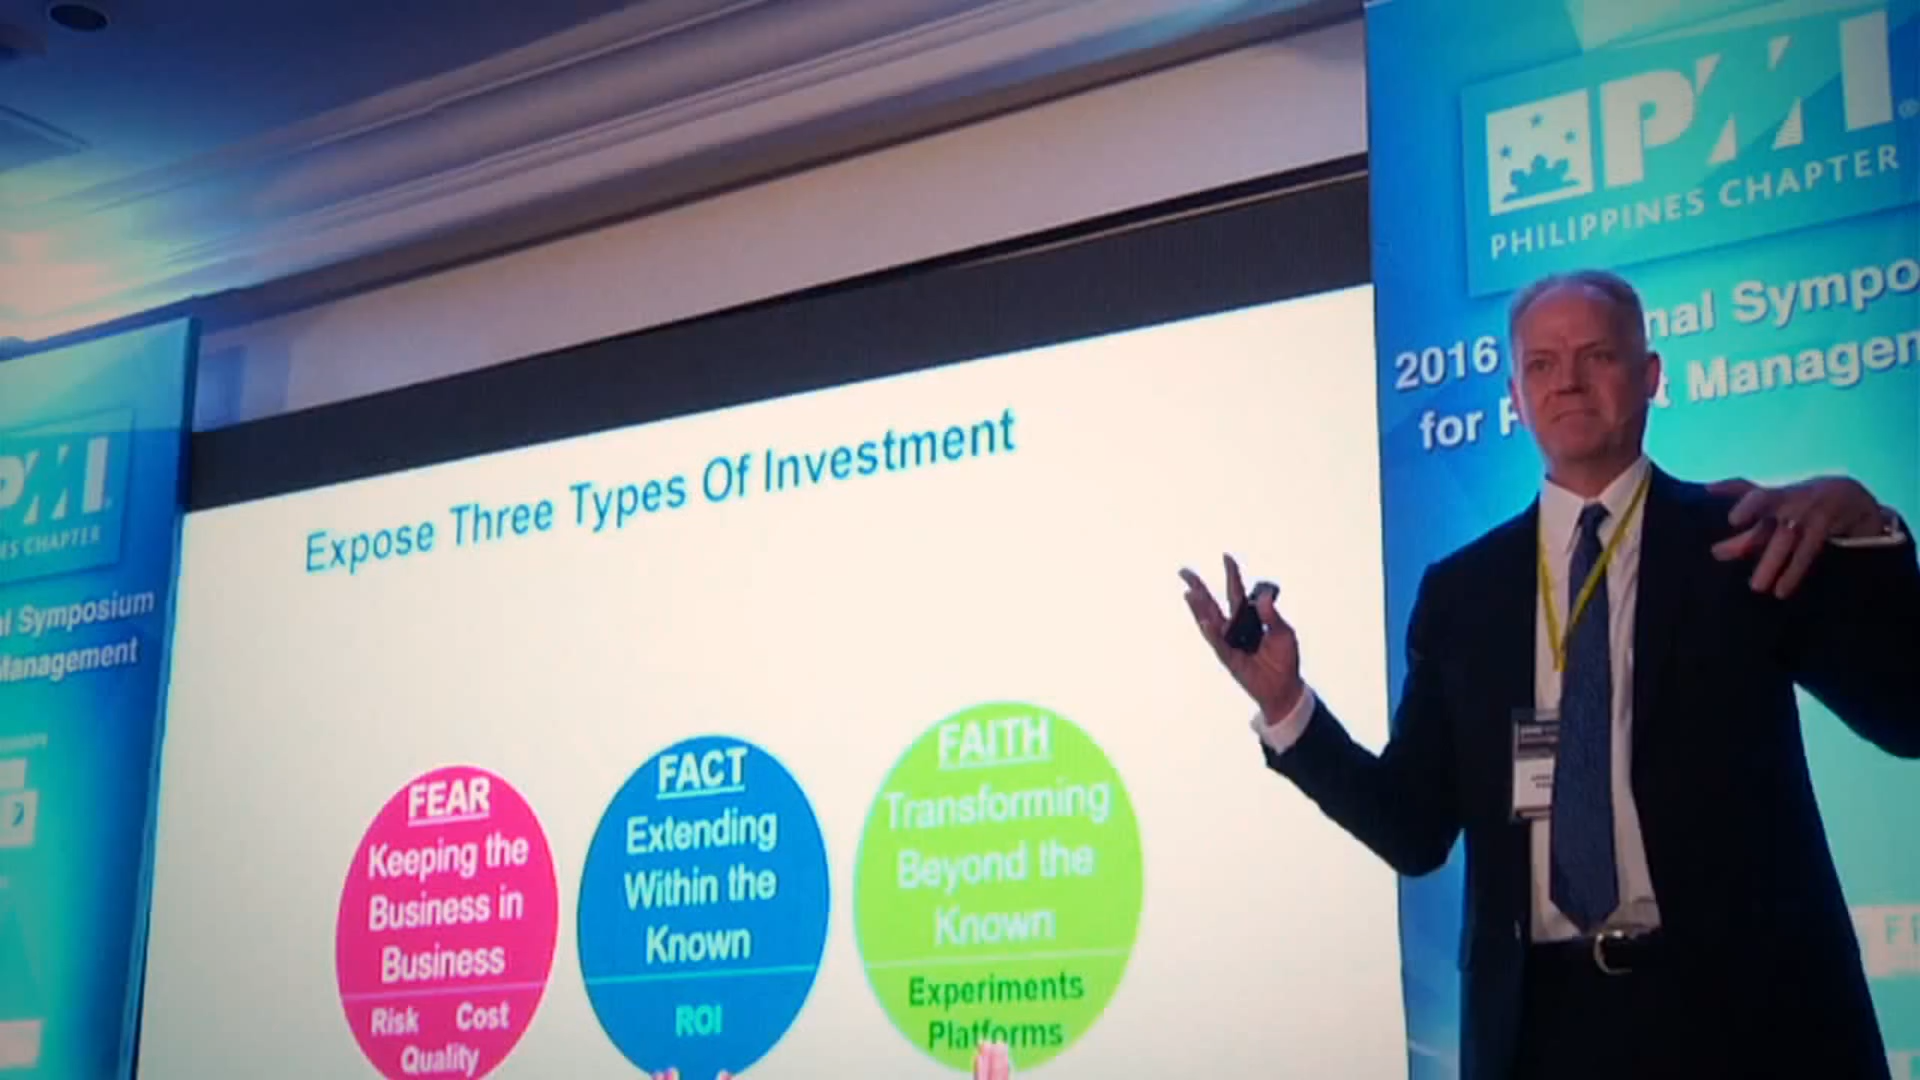 PMI
PHILIPPINES CHAPTER
2016 nal Sympo
for P t Managem
Expose Three Types Of Investment
FEAR
Keeping the
Business in
Business
Risk Cost
Quality
FACT
Extending
Within the
Known
ROI
FAITH
Transforming
Beyond the
Known
Experiments
Platforms
PMI
ES CHAPTER
al Symposium
Management